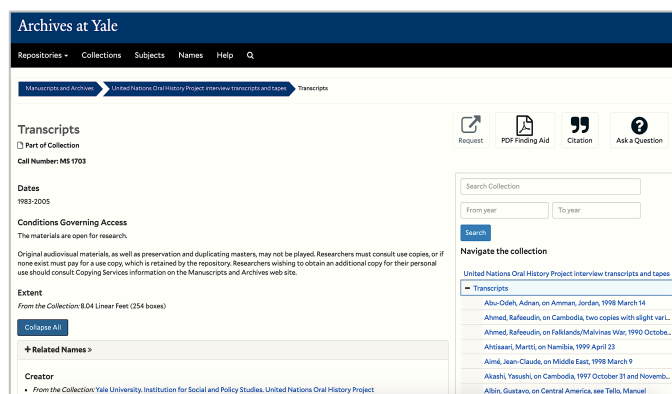 Archives at Yale
Repositories Collections Subjects Names Help
Manuscripts and Archives United Nations Oral History Project interview transcripts and tapes Transcripts
Transcripts
Part of Collection
Call Number: MS 1703
Request PDF Finding Aid Citation Ask a Question
Dates
1983-2005
Conditions Governing Access
The materials are open for research.
Original audiovisual materials, as well as preservation and duplicating masters, may not be played. Researchers must consult use copies, or if
none exist must pay for a use copy, which is retained by the repository. Researchers wishing to obtain an additional copy for their personal
use should consult Copying Services information on the Manuscripts and Archives web site.
Extent
From the Collection: 8.04 Linear Feet (254 boxes)
Collapse All
+ Related Names »
Creator
• From the Collection: Yale University. Institution for Social and Policy Studies. United Nations Oral History Project
Search Collection
From year To year
Search
Navigate the collection
United Nations Oral History Project interview transcripts and tapes
− Transcripts
Abu-Odeh, Adnan, on Amman, Jordan, 1998 March 14
Ahmed, Rafeeudin, on Cambodia, two copies with slight vari...
Ahmed, Rafeeudin, on Falklands/Malvinas War, 1990 Octobe...
Ahtisaari, Martti, on Namibia, 1999 April 23
Aimé, Jean-Claude, on Middle East, 1998 March 9
Akashi, Yasushi, on Cambodia, 1997 October 31 and Novemb...
Albin, Gustavo, on Central America, see Tello, Manuel